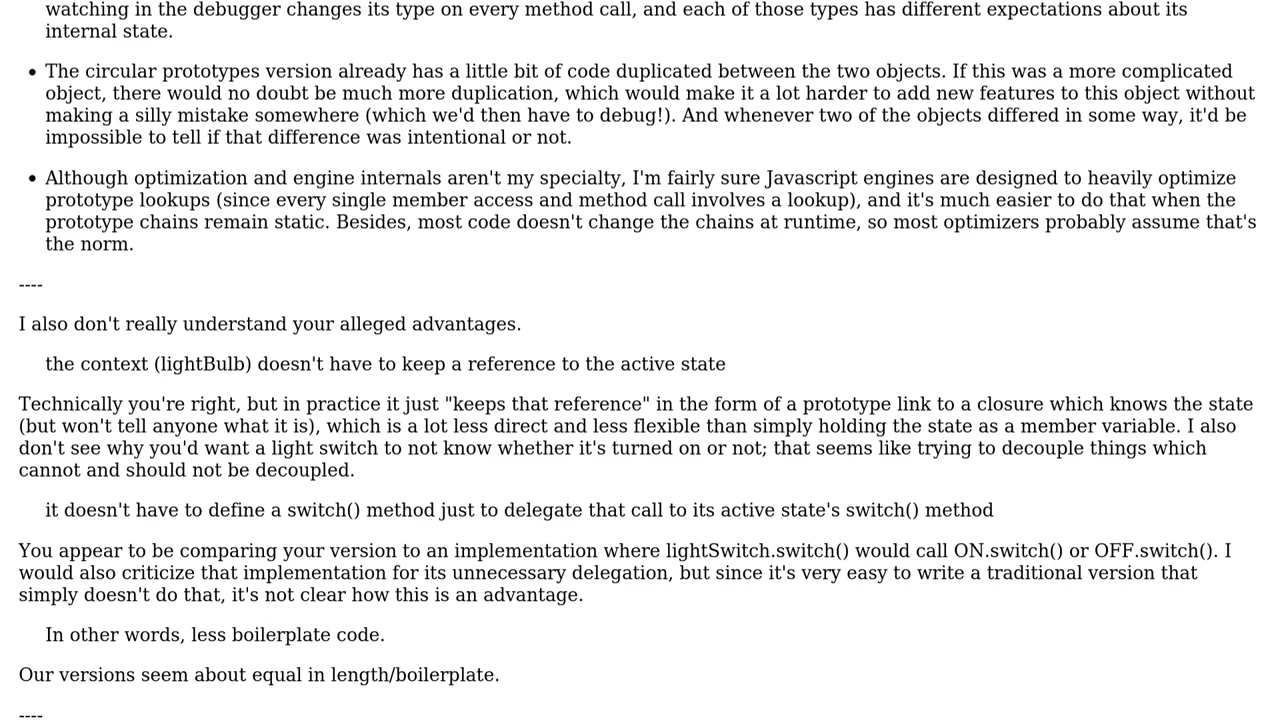 watching in the debugger changes its type on every method call, and each of those types has different expectations about its
internal state.
• The circular prototypes version already has a little bit of code duplicated between the two objects. If this was a more complicated
object, there would no doubt be much more duplication, which would make it a lot harder to add new features to this object without
making a silly mistake somewhere (which we'd then have to debug!). And whenever two of the objects differed in some way, it'd be
impossible to tell if that difference was intentional or not.
• Although optimization and engine internals aren't my specialty, I'm fairly sure Javascript engines are designed to heavily optimize
prototype lookups (since every single member access and method call involves a lookup), and it's much easier to do that when the
prototype chains remain static. Besides, most code doesn't change the chains at runtime, so most optimizers probably assume that's
the norm.
----
I also don't really understand your alleged advantages.
the context (lightBulb) doesn't have to keep a reference to the active state
Technically you're right, but in practice it just "keeps that reference" in the form of a prototype link to a closure which knows the state
(but won't tell anyone what it is), which is a lot less direct and less flexible than simply holding the state as a member variable. I also
don't see why you'd want a light switch to not know whether it's turned on or not; that seems like trying to decouple things which
cannot and should not be decoupled.
it doesn't have to define a switch() method just to delegate that call to its active state's switch() method
You appear to be comparing your version to an implementation where lightSwitch.switch() would call ON.switch() or OFF.switch(). I
would also criticize that implementation for its unnecessary delegation, but since it's very easy to write a traditional version that
simply doesn't do that, it's not clear how this is an advantage.
In other words, less boilerplate code.
Our versions seem about equal in length/boilerplate.
----